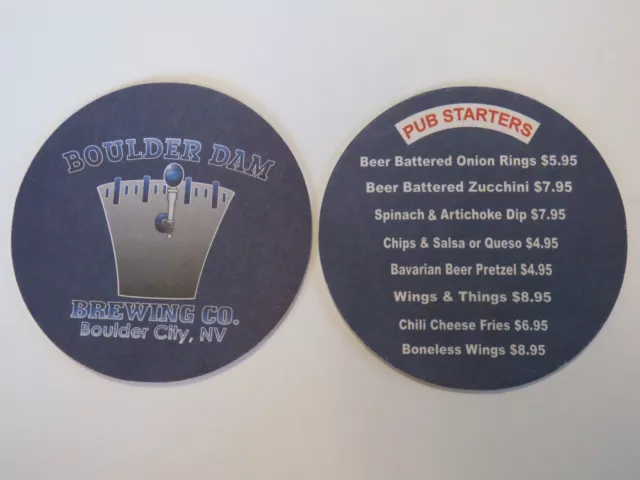 BOULDER DAM
BREWING CO.
Boulder City, NV
PUB STARTERS
Beer Battered Onion Rings $5.95
Beer Battered Zucchini $7.95
Spinach & Artichoke Dip $7.95
Chips & Salsa or Queso $4.95
Bavarian Beer Pretzel $4.95
Wings & Things $8.95
Chili Cheese Fries $6.95
Boneless Wings $8.95